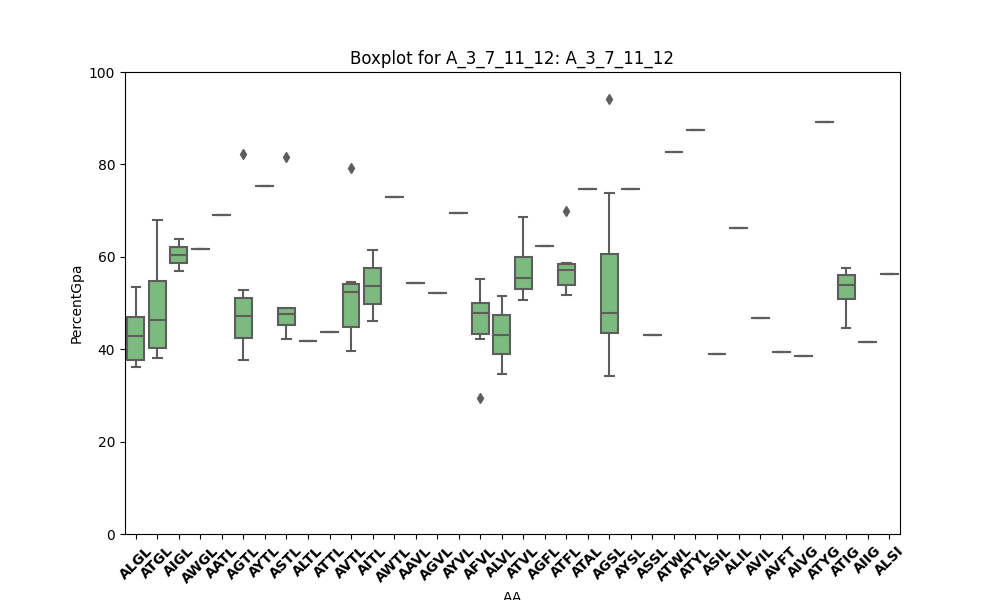 Boxplot for A_3_7_11_12: A_3_7_11_12
100
80
60
40
20
0
PercentGpa
ALGL ATGL AIGL AWGL AATL AGTL AYTL ASTL ALTL ATTL AVTL AITL AWTL AAVL AGVL AYVL AFVL ALVL ATVL AGFL ATFL ATAL AGSL AYSL ASSL ATWL ATYL ASIL ALIL AVIL AVFT AIVG ATYG ATIG AIIG ALSI
AA